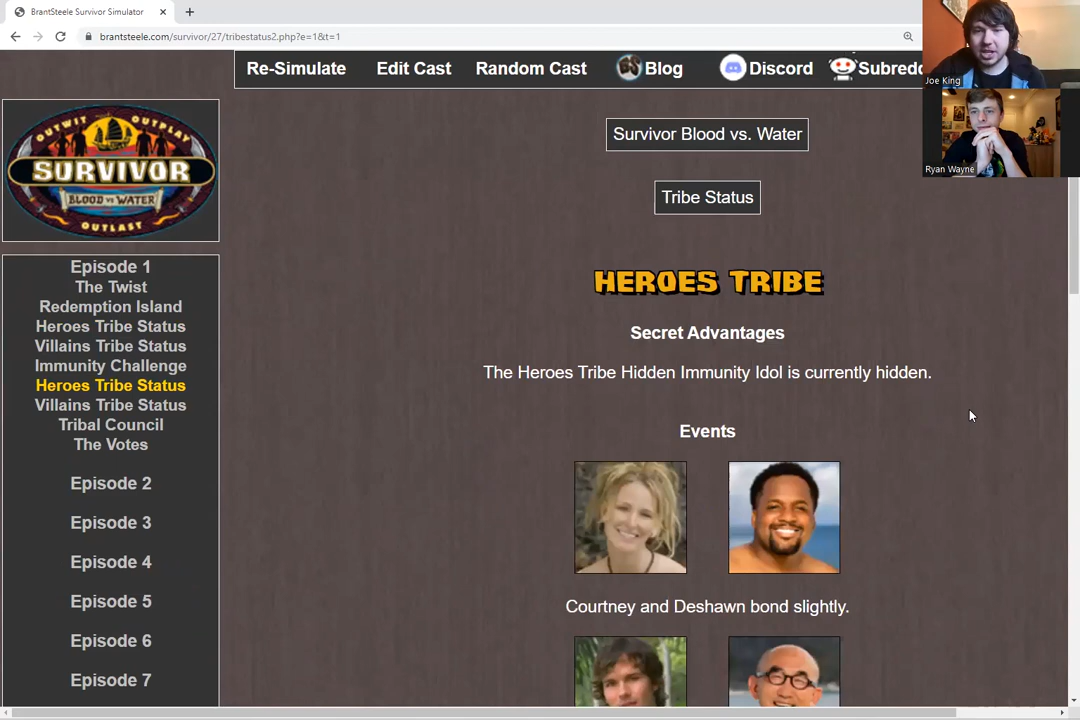 BrantSteele Survivor Simulator
brantsteele.com/survivor/27/tribestatus2.php?e=1&t=1
Re-Simulate Edit Cast Random Cast Blog Discord Subredd
Joe King
Ryan Wayne
OUTWIT OUTPLAY
SURVIVOR
BLOOD VS WATER
OUTLAST
Survivor Blood vs. Water
Tribe Status
Episode 1
The Twist
Redemption Island
Heroes Tribe Status
Villains Tribe Status
Immunity Challenge
Heroes Tribe Status
Villains Tribe Status
Tribal Council
The Votes
Episode 2
Episode 3
Episode 4
Episode 5
Episode 6
Episode 7
HEROES TRIBE
Secret Advantages
The Heroes Tribe Hidden Immunity Idol is currently hidden.
Events
Courtney and Deshawn bond slightly.